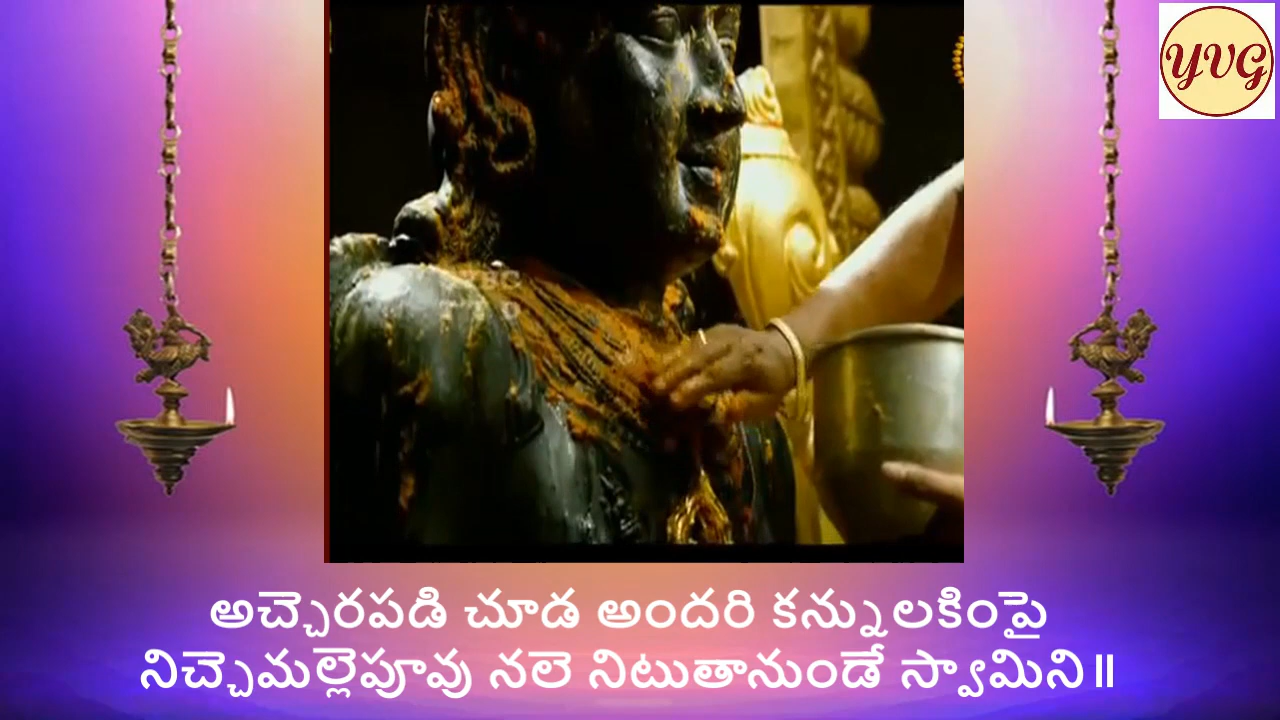 YVG
అచ్చెరపడి చూడ అందరి కన్నులకింపై
నిచ్చెమల్లెపూవు నలె నిటుతానుండే స్వామిని॥